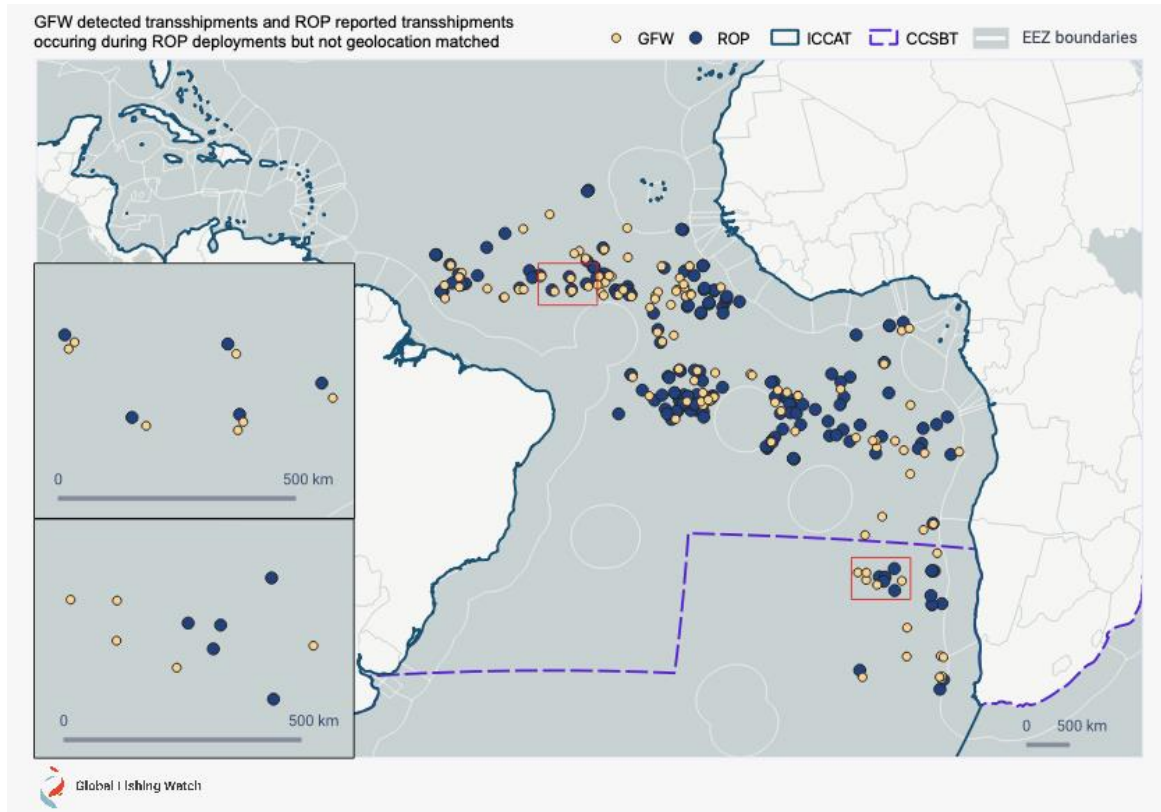 GFW detected transshipments and ROP reported transshipments
occuring during ROP deployments but not geolocation matched
GFW ROP ICCAT CCSBT EEZ boundaries
0 500 km
0 500 km
0 500 km
Global Fishing Watch